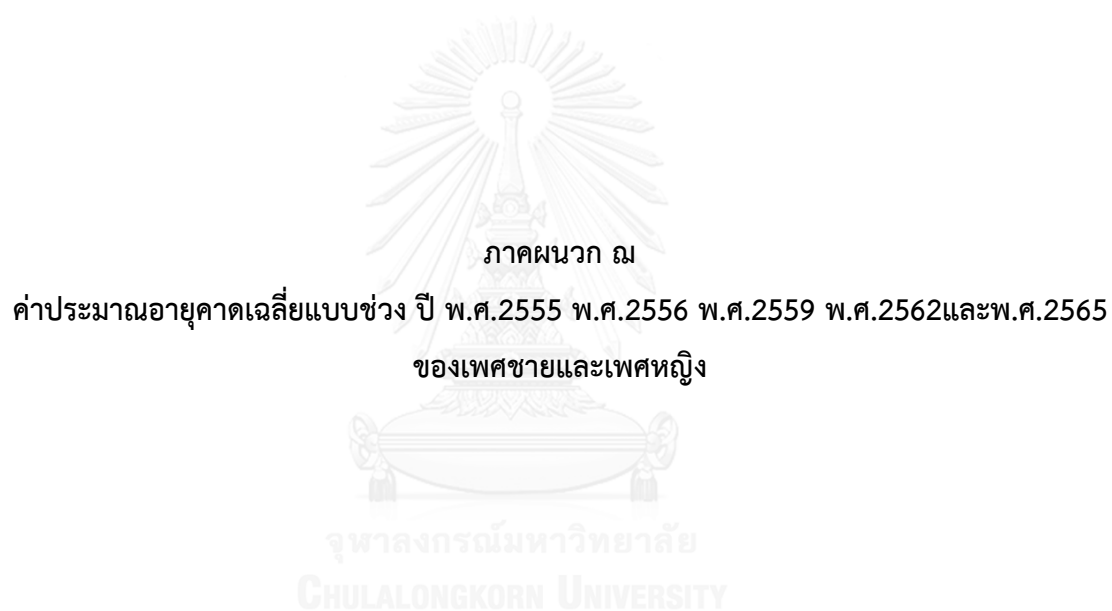 ภาคผนวก ฌ
ค่าประมาณอายุคาดเฉลี่ยแบบช่วง ปี พ.ศ.2555 พ.ศ.2556 พ.ศ.2559 พ.ศ.2562และพ.ศ.2565
ของเพศชายและเพศหญิง
จุฬาลงกรณ์มหาวิทยาลัย
CHULALONGKORN UNIVERSITY